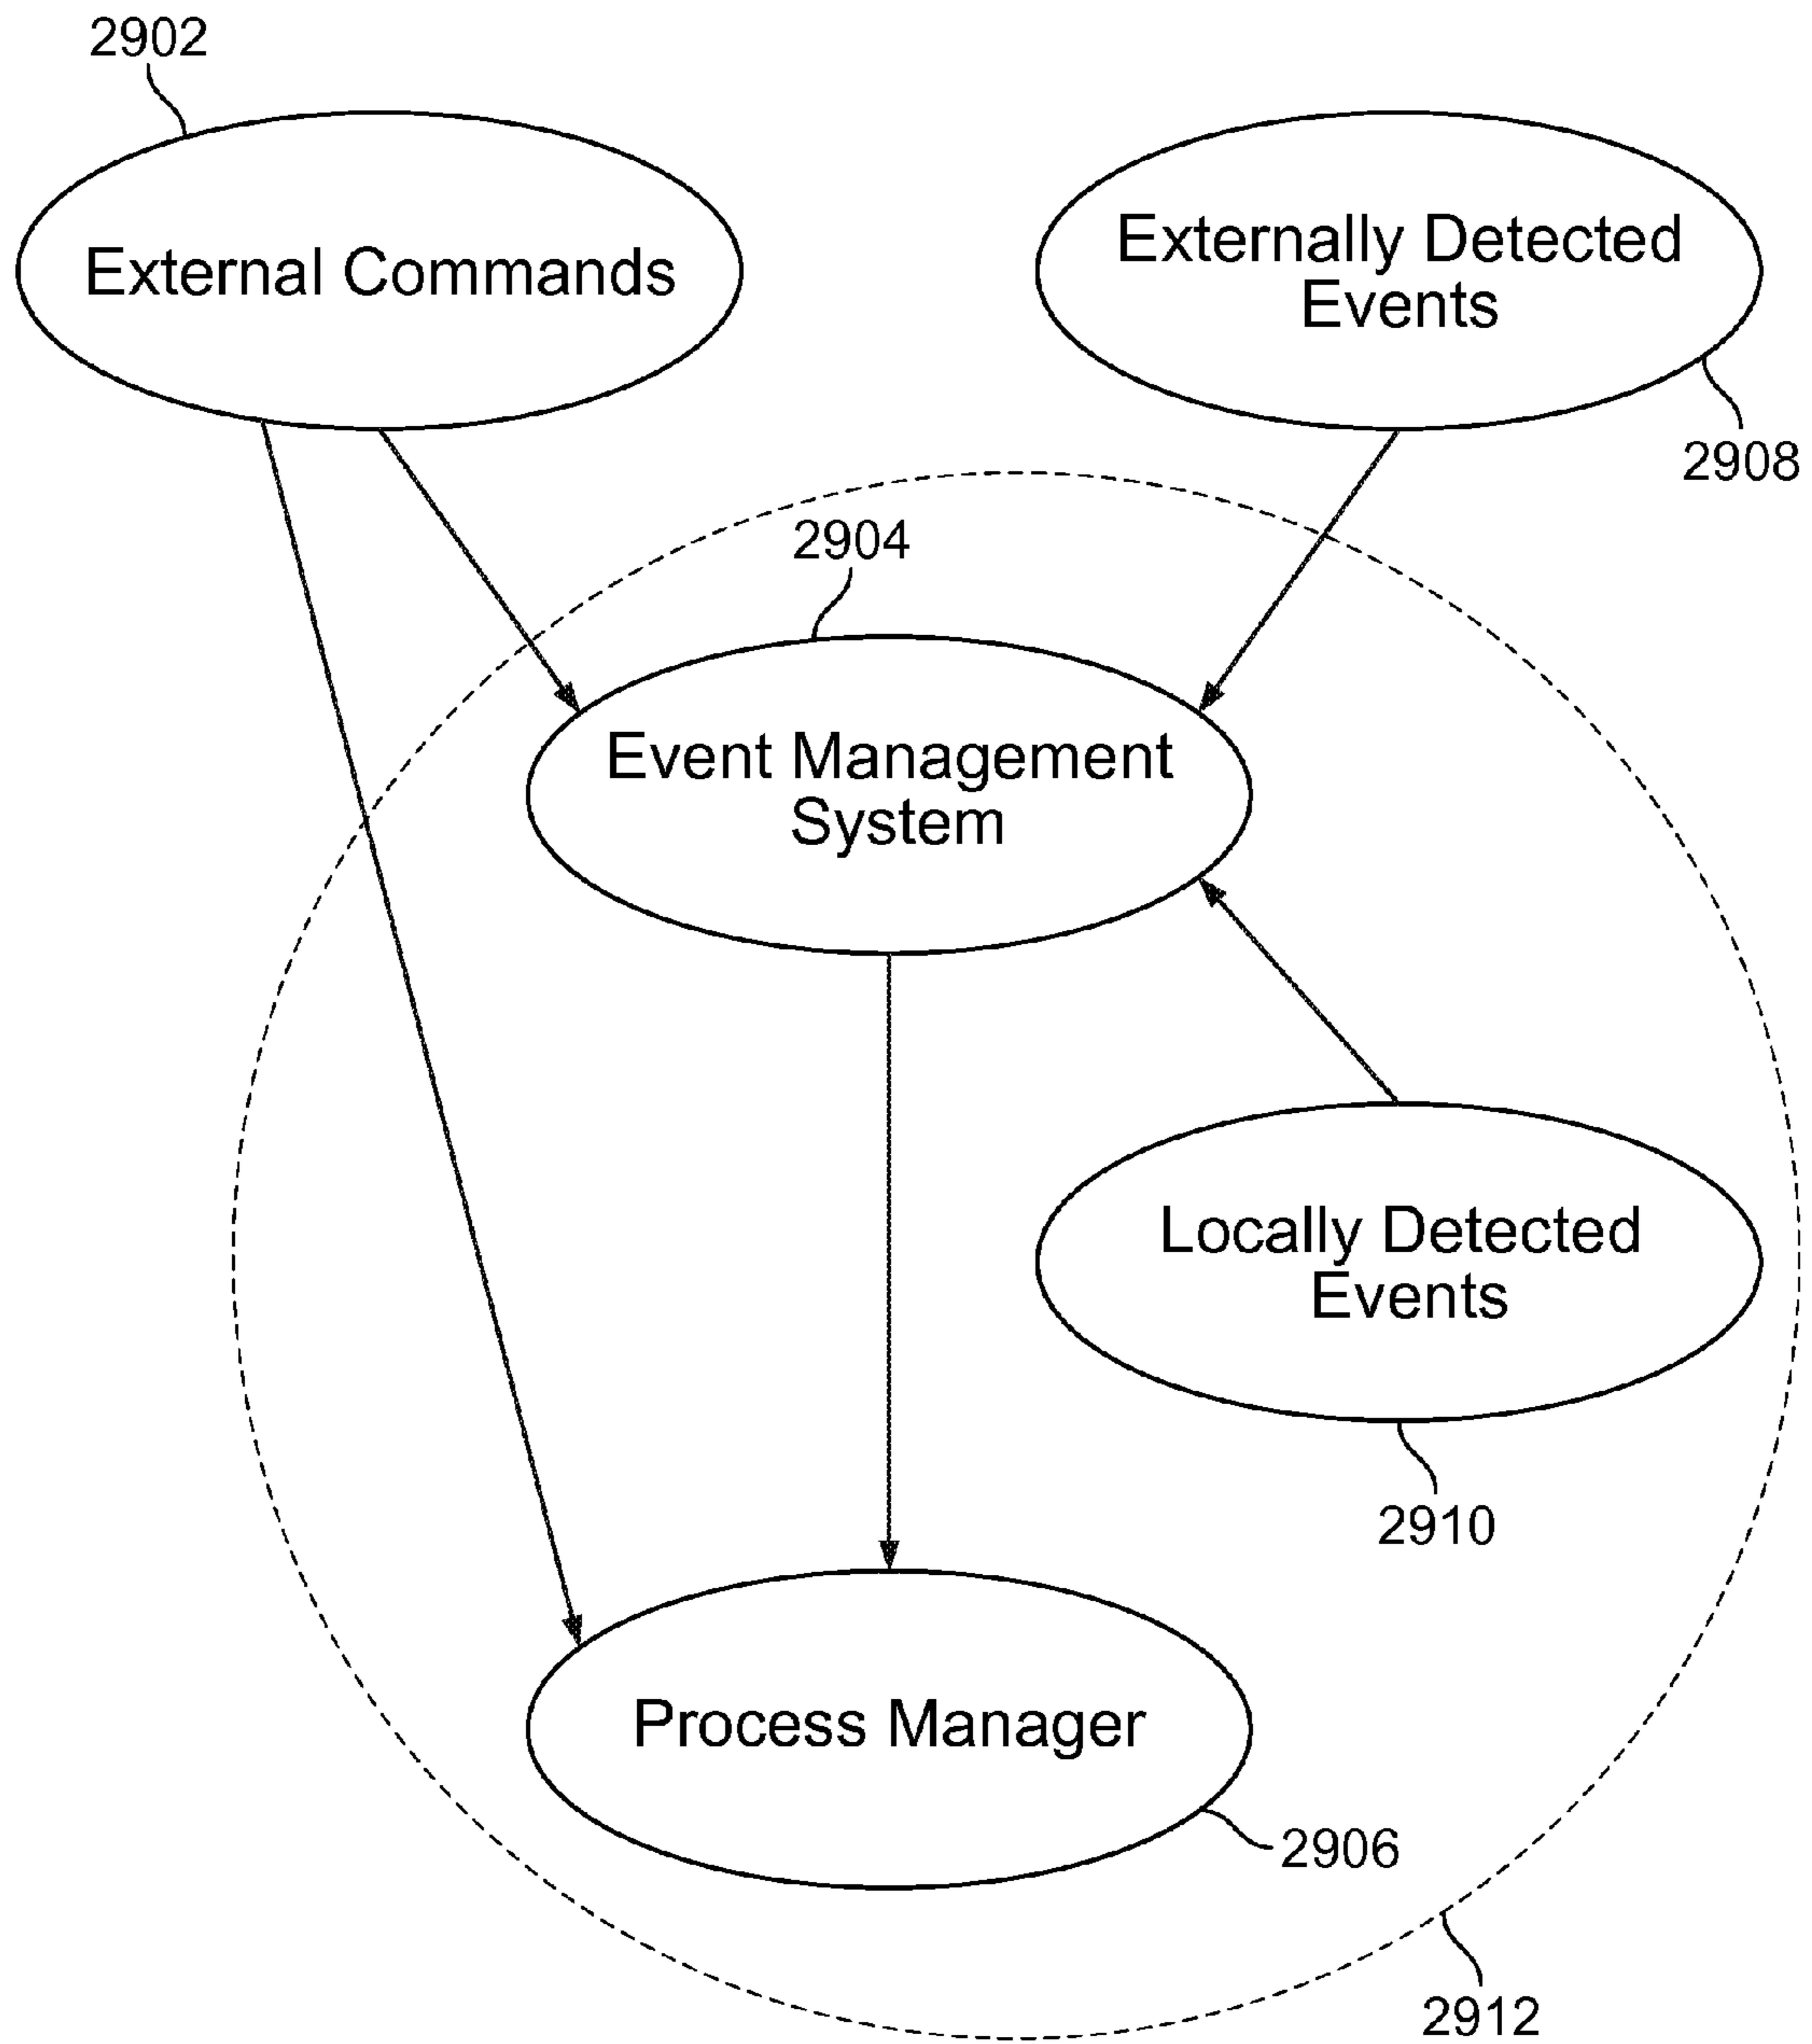 2902
External Commands
Externally Detected
Events
2908
2904
Event Management
System
Locally Detected
Events
2910
Process Manager
2906
2912